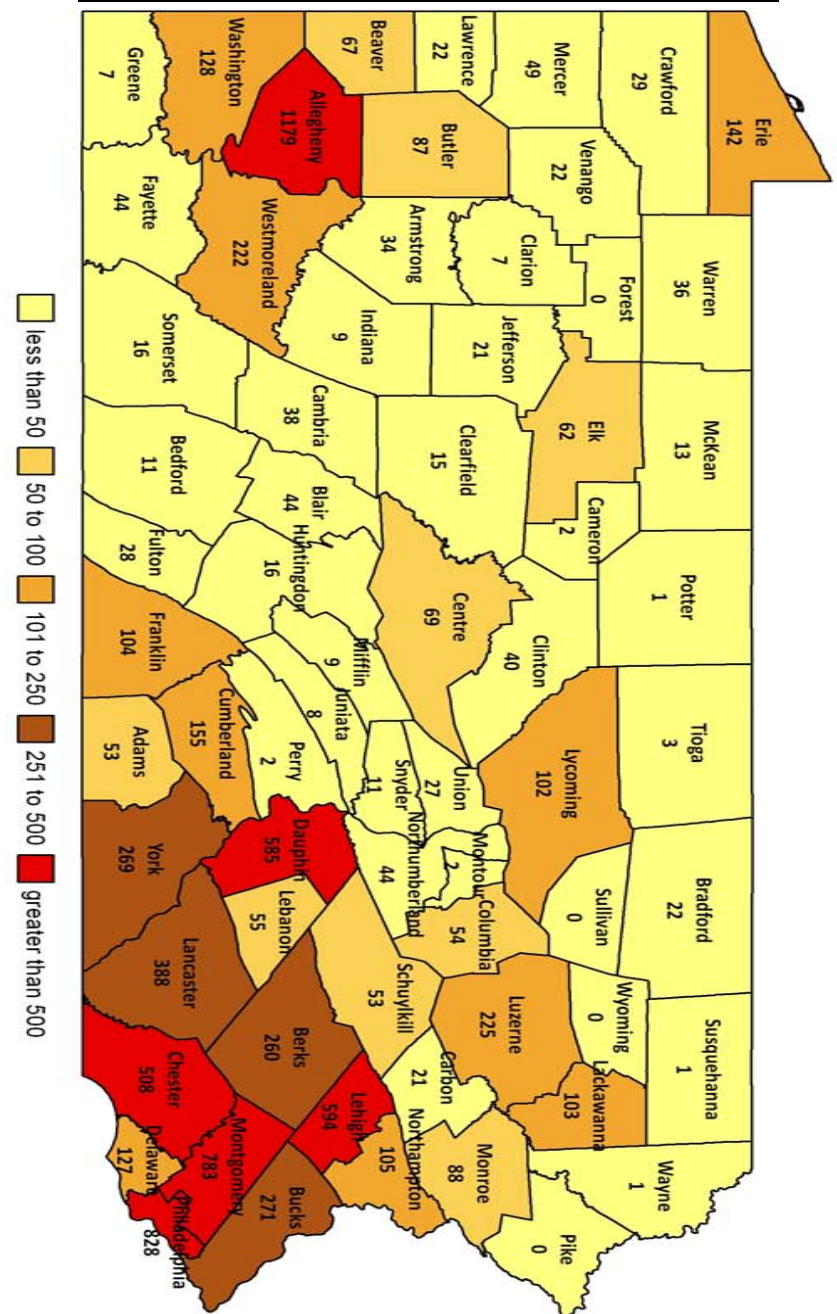 Erie
142
Crawford
29
Warren
36
McKean
13
Potter
1
Tioga
3
Bradford
22
Susquehanna
1
Wayne
1
Mercer
49
Venango
22
Forest
0
Elk
62
Cameron
2
Clinton
40
Lycoming
102
Sullivan
0
Wyoming
0
Lackawanna
103
Pike
0
Lawrence
22
Butler
87
Clarion
7
Jefferson
21
Clearfield
15
Centre
69
Union
27
Montour
2
Columbia
54
Luzerne
225
Monroe
88
Beaver
67
Armstrong
34
Indiana
9
Cambria
38
Blair
44
Huntingdon
16
Mifflin
9
Juniata
8
Snyder
11
Northumberland
44
Schuylkill
53
Carbon
21
Northampton
105
Allegheny
1179
Westmoreland
222
Perry
2
Dauphin
585
Lebanon
55
Berks
260
Lehigh
594
Bucks
271
Washington
128
Greene
7
Fayette
44
Somerset
16
Bedford
11
Fulton
28
Franklin
104
Cumberland
155
Adams
53
York
269
Lancaster
388
Chester
508
Montgomery
783
Delaware
127
Philadelphia
828
less than 50
50 to 100
101 to 250
251 to 500
greater than 500